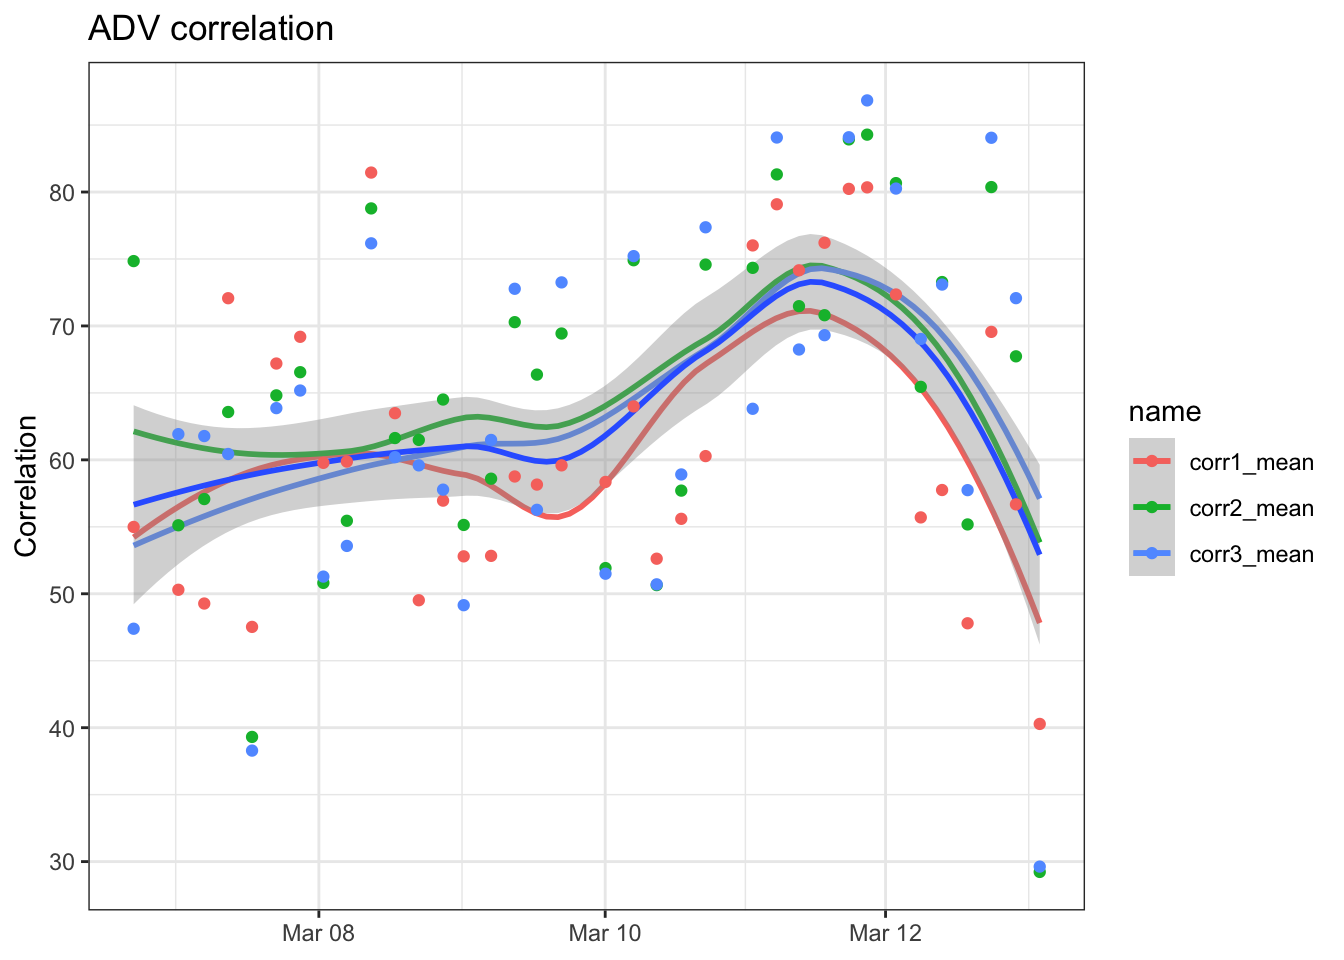 ADV correlation
Correlation
80
70
60
50
40
30
Mar 08
Mar 10
Mar 12
name
corr1_mean
corr2_mean
corr3_mean